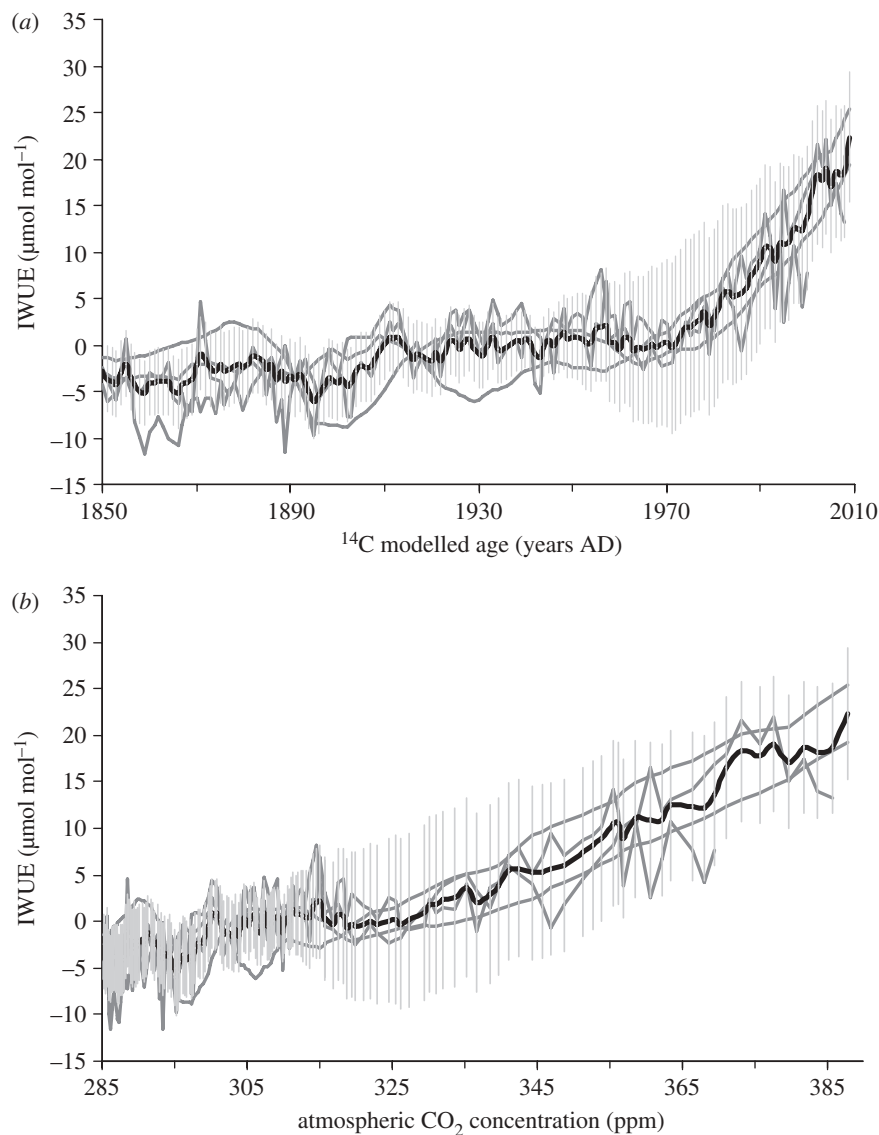 (a)
35
30
25
20
15
10
5
0
–5
–10
–15
IWUE (µmol mol⁻¹)
1850 1890 1930 1970 2010
¹⁴C modelled age (years AD)
(b)
35
30
25
20
15
10
5
0
–5
–10
–15
IWUE (µmol mol⁻¹)
285 305 325 345 365 385
atmospheric CO₂ concentration (ppm)